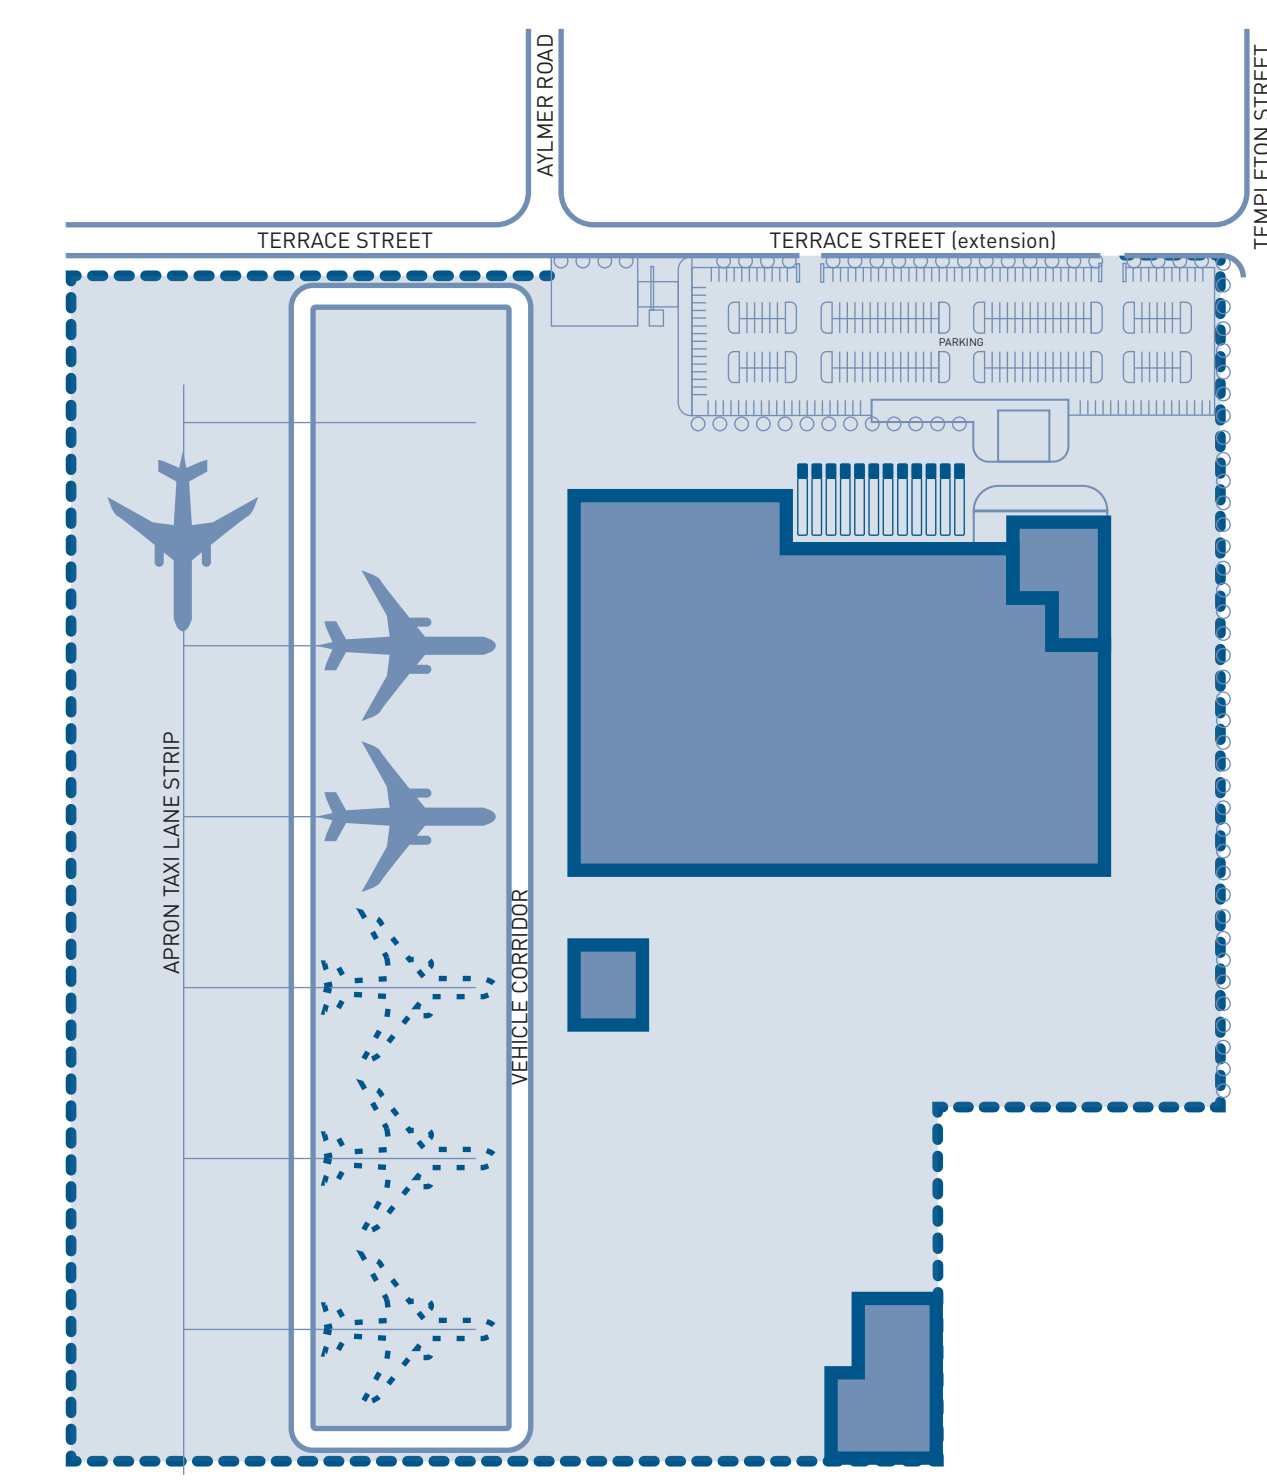 AYLMER ROAD
TEMPLETON STREET
TERRACE STREET
TERRACE STREET (extension)
PARKING
APRON TAXI LANE STRIP
VEHICLE CORRIDOR